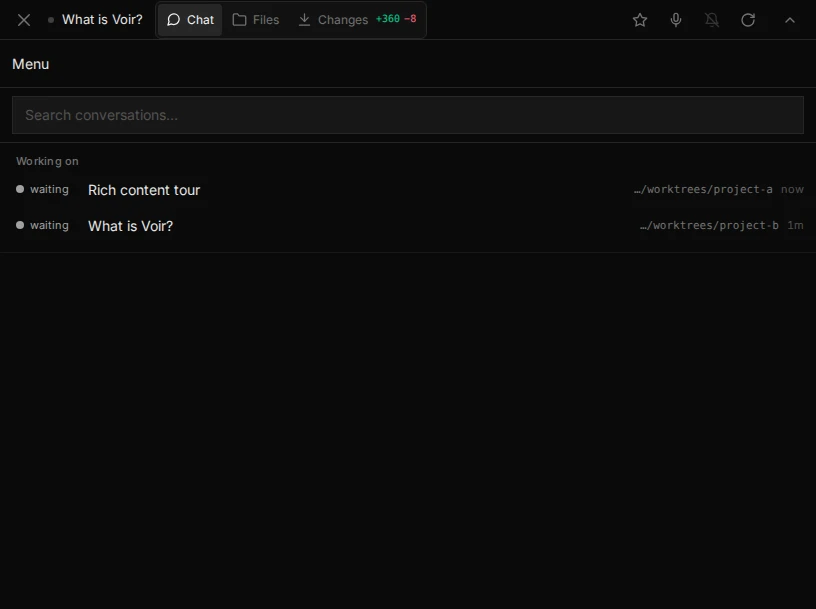 What is Voir? Chat Files Changes +360 −8
Menu
Search conversations...
Working on
waiting Rich content tour …/worktrees/project-a now
waiting What is Voir? …/worktrees/project-b 1m